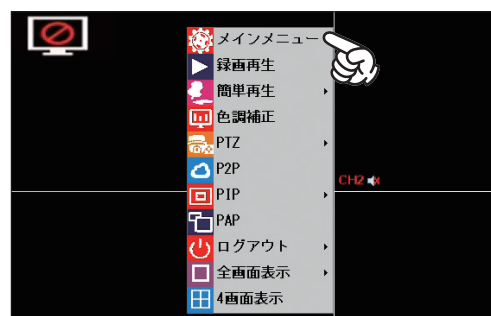 メインメニュー
録画再生
簡単再生
色調補正
PTZ
P2P
CH2
PIP
PAP
ログアウト
全画面表示
4画面表示